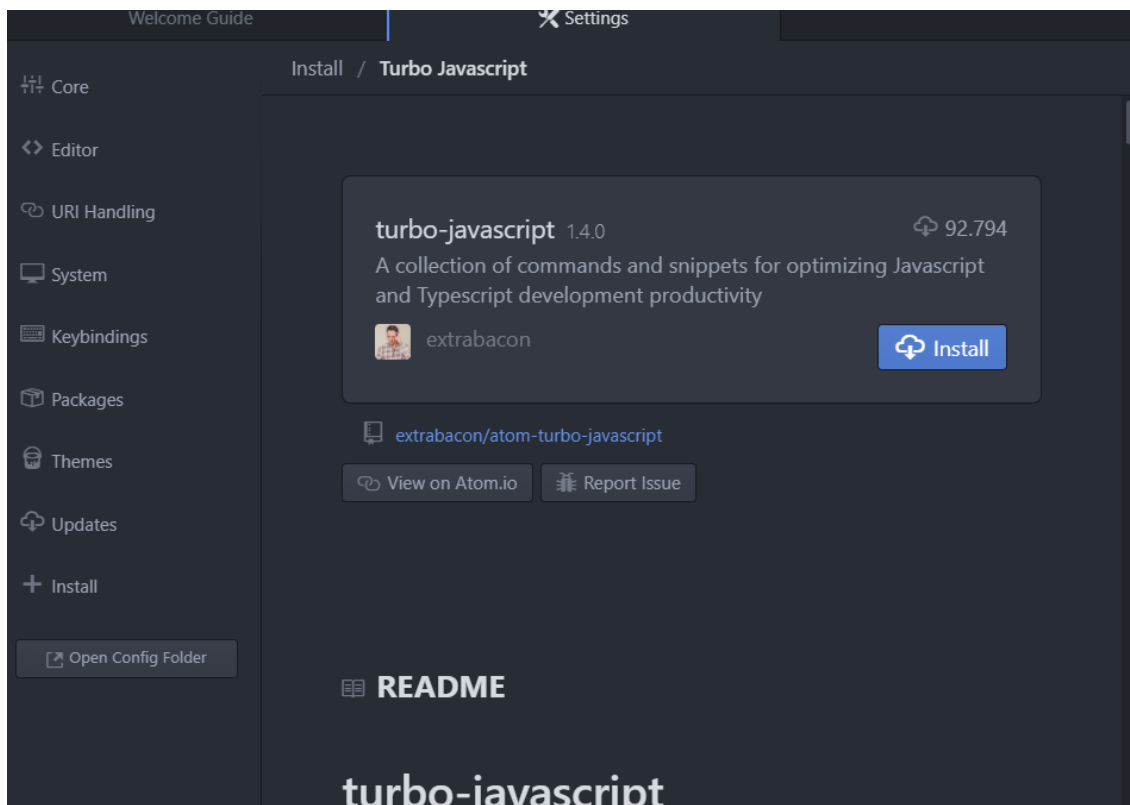 Welcome Guide
Settings
Core
Editor
URI Handling
System
Keybindings
Packages
Themes
Updates
Install
Open Config Folder
Install / Turbo Javascript
turbo-javascript 1.4.0
92.794
A collection of commands and snippets for optimizing Javascript
and Typescript development productivity
extrabacon
Install
extrabacon/atom-turbo-javascript
View on Atom.io
Report Issue
README
turbo-javascript